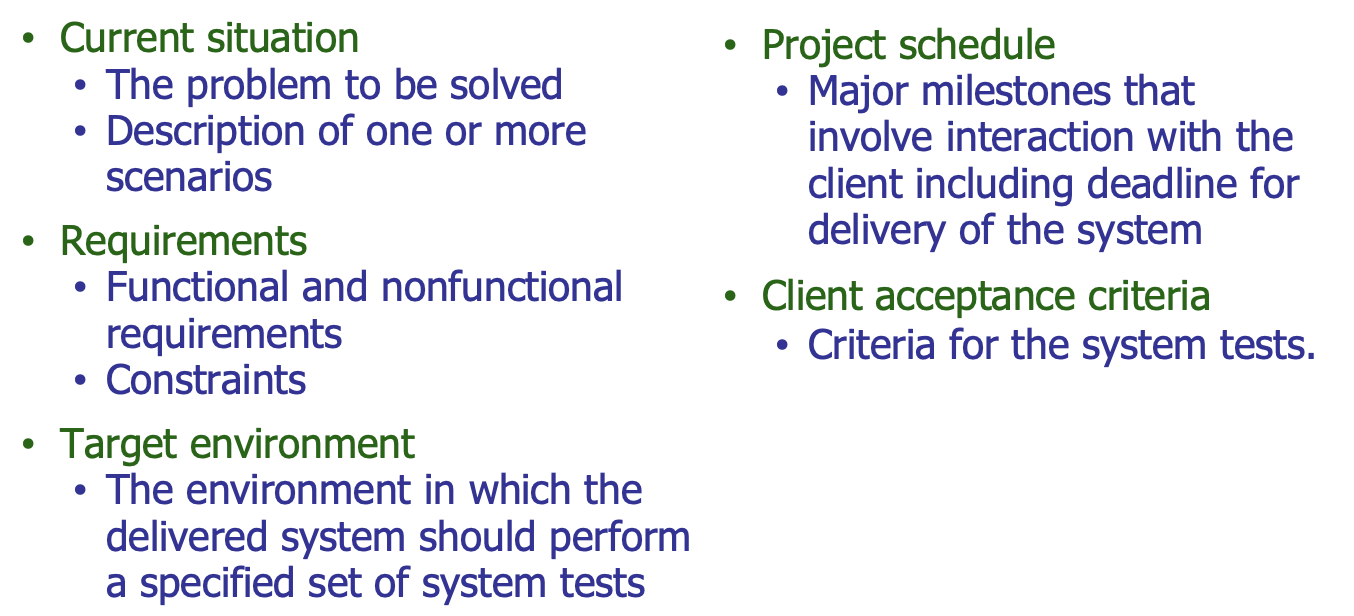 • Current situation
• The problem to be solved
• Description of one or more
scenarios
• Requirements
• Functional and nonfunctional
requirements
• Constraints
• Target environment
• The environment in which the
delivered system should perform
a specified set of system tests
• Project schedule
• Major milestones that
involve interaction with the
client including deadline for
delivery of the system
• Client acceptance criteria
• Criteria for the system tests.